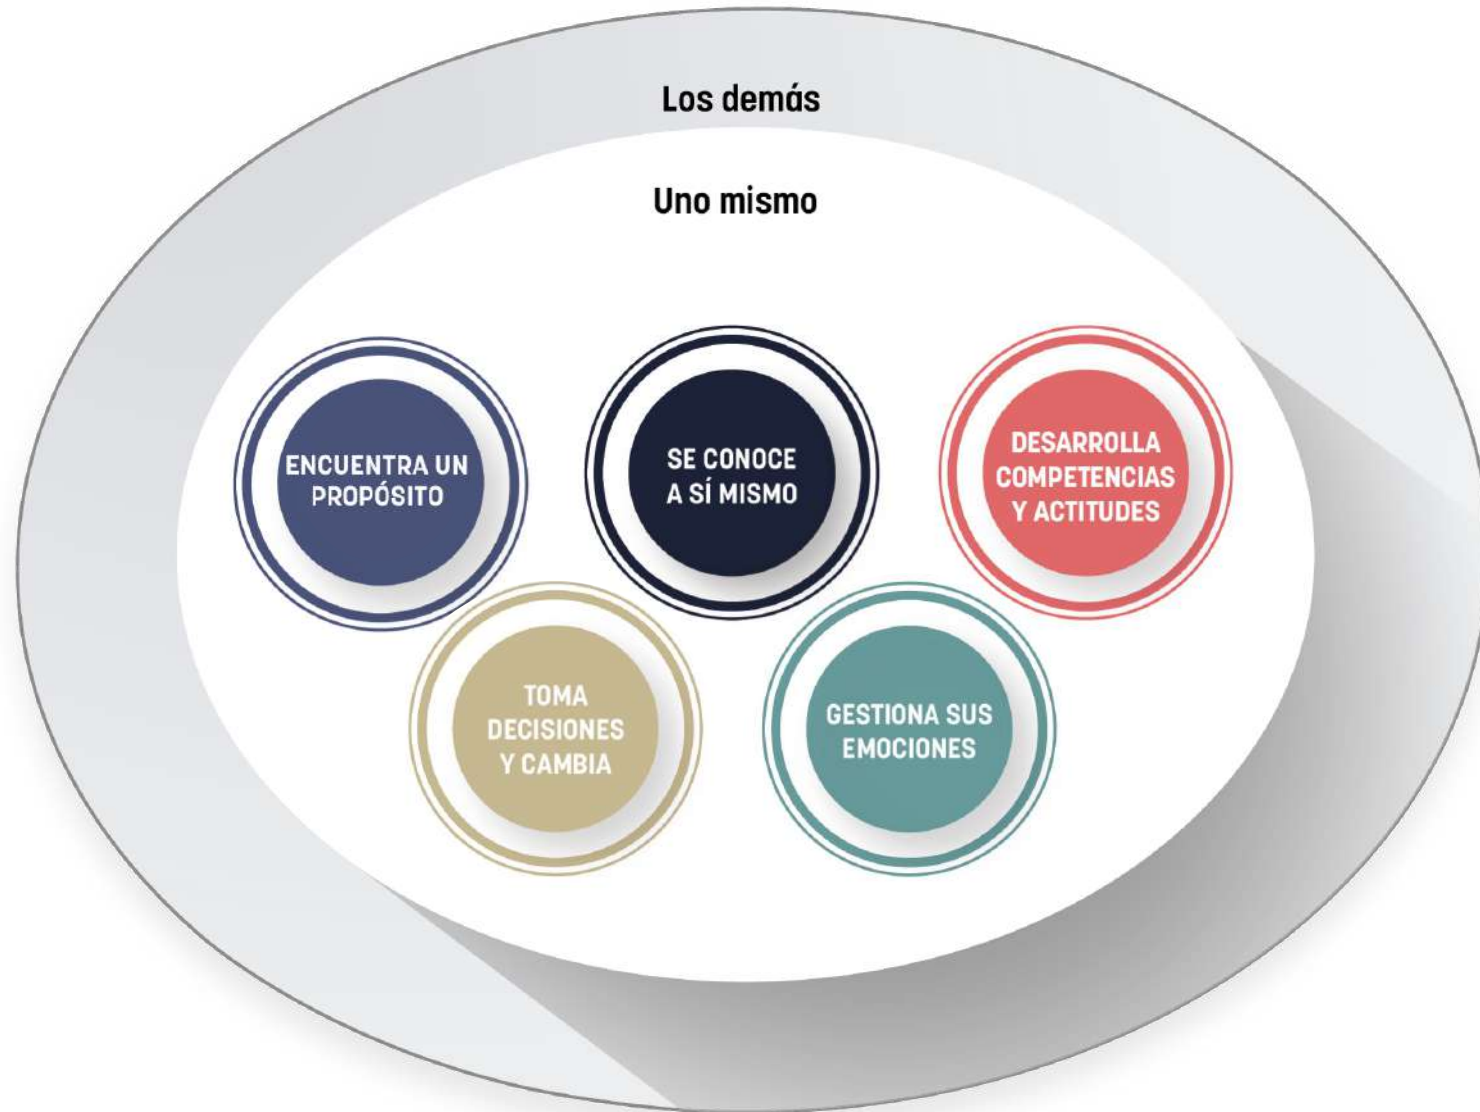 Los demás
Uno mismo
ENCUENTRA UN
PROPÓSITO
SE CONOCE
A SÍ MISMO
DESARROLLA
COMPETENCIAS
Y ACTITUDES
TOMA
DECISIONES
Y CAMBIA
GESTIONA SUS
EMOCIONES